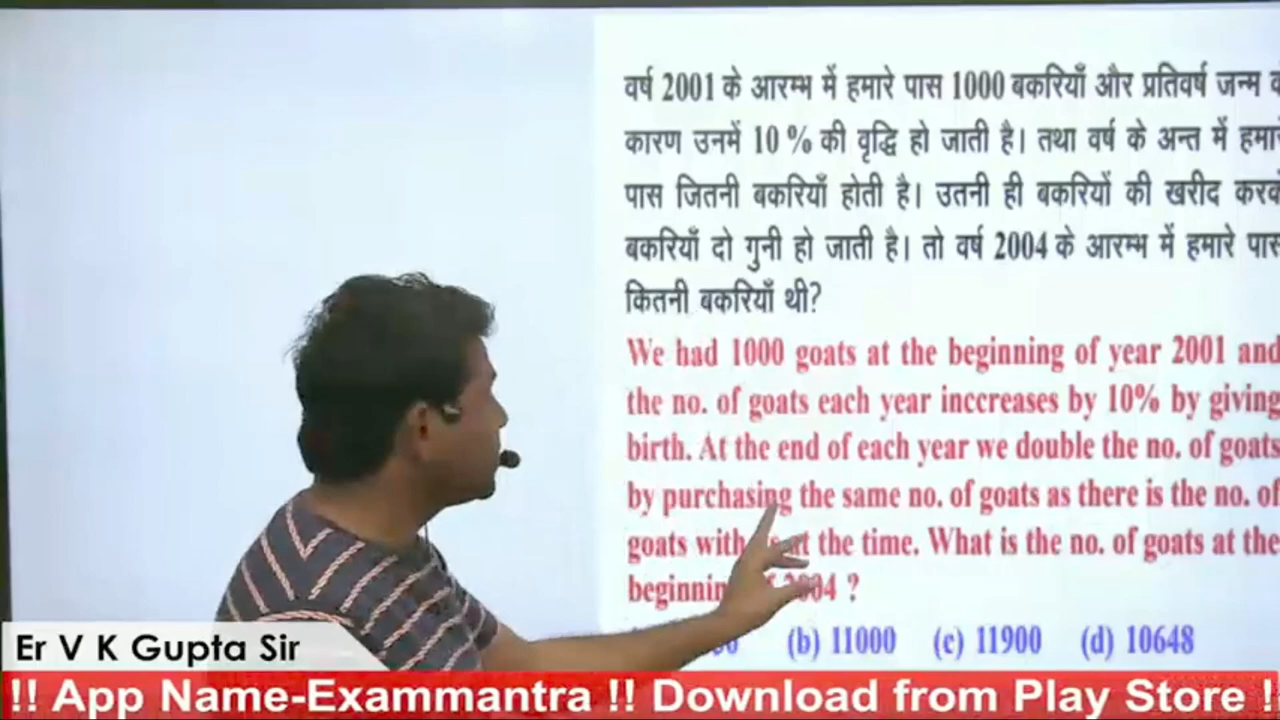 वर्ष 2001 के आरम्भ में हमारे पास 1000 बकरियाँ और प्रतिवर्ष जन्म
कारण उनमें 10 % की वृद्धि हो जाती है। तथा वर्ष के अन्त में
पास जितनी बकरियाँ होती है। उतनी ही बकरियों की खरीद
बकरियाँ दो गुनी हो जाती है। तो वर्ष 2004 के आरम्भ में हमारे पास
कितनी बकरियाँ थी?
We had 1000 goats at the beginning of year 2001 and
the no. of goats each year inccreases by 10% by giving
birth. At the end of each year we double the no. of goats
by purchasing the same no. of goats as there is the no. of
goats with at the time. What is the no. of goats at the
2004 ?
(b) 11000 (c) 11900 (d) 10648
Er V K Gupta Sir
!! App Name-Exammantra !! Download from Play Store !